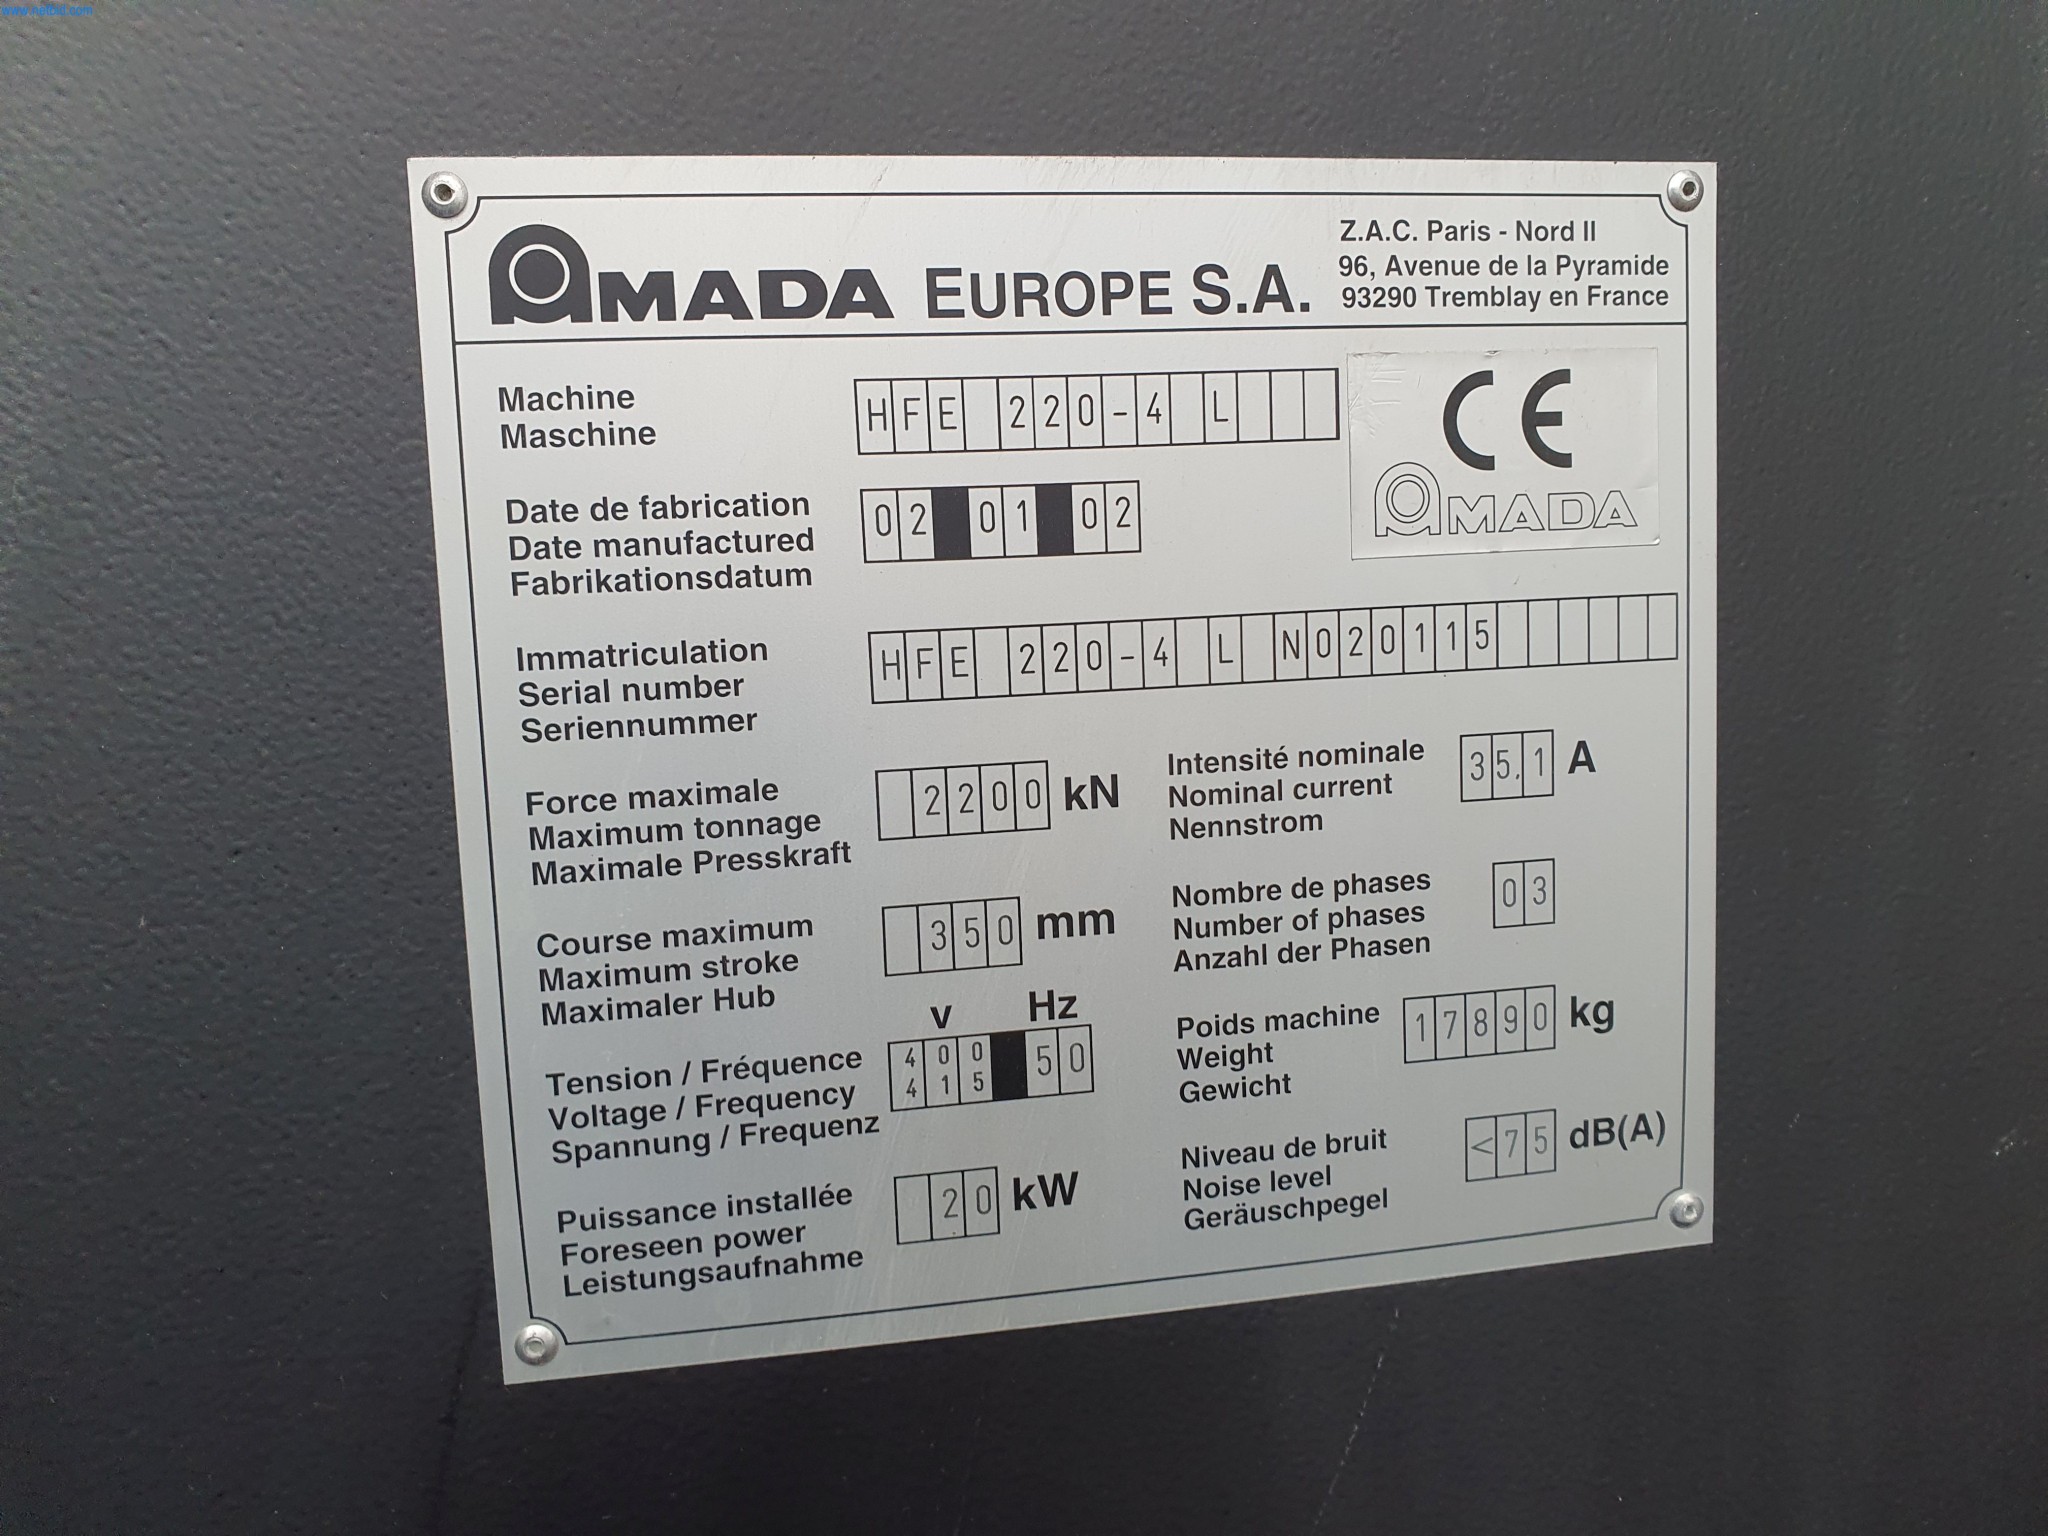 www.netbid.com
AMADA EUROPE S.A.
Z.A.C. Paris - Nord II
96, Avenue de la Pyramide
93290 Tremblay en France
Machine
Maschine
HFE 220-4 L
CE
AMADA
Date de fabrication
Date manufactured
Fabrikationsdatum
02 01 02
Immatriculation
Serial number
Seriennummer
HFE 220-4 L N020115
Force maximale
Maximum tonnage
Maximale Presskraft
2200 kN
Intensité nominale
Nominal current
Nennstrom
35,1 A
Course maximum
Maximum stroke
Maximaler Hub
350 mm
Nombre de phases
Number of phases
Anzahl der Phasen
03
V Hz
Tension / Fréquence
Voltage / Frequency
Spannung / Frequenz
400 50
415
Poids machine
Weight
Gewicht
17890 kg
Puissance installée
Foreseen power
Leistungsaufnahme
20 kW
Niveau de bruit
Noise level
Geräuschpegel
<75 dB(A)